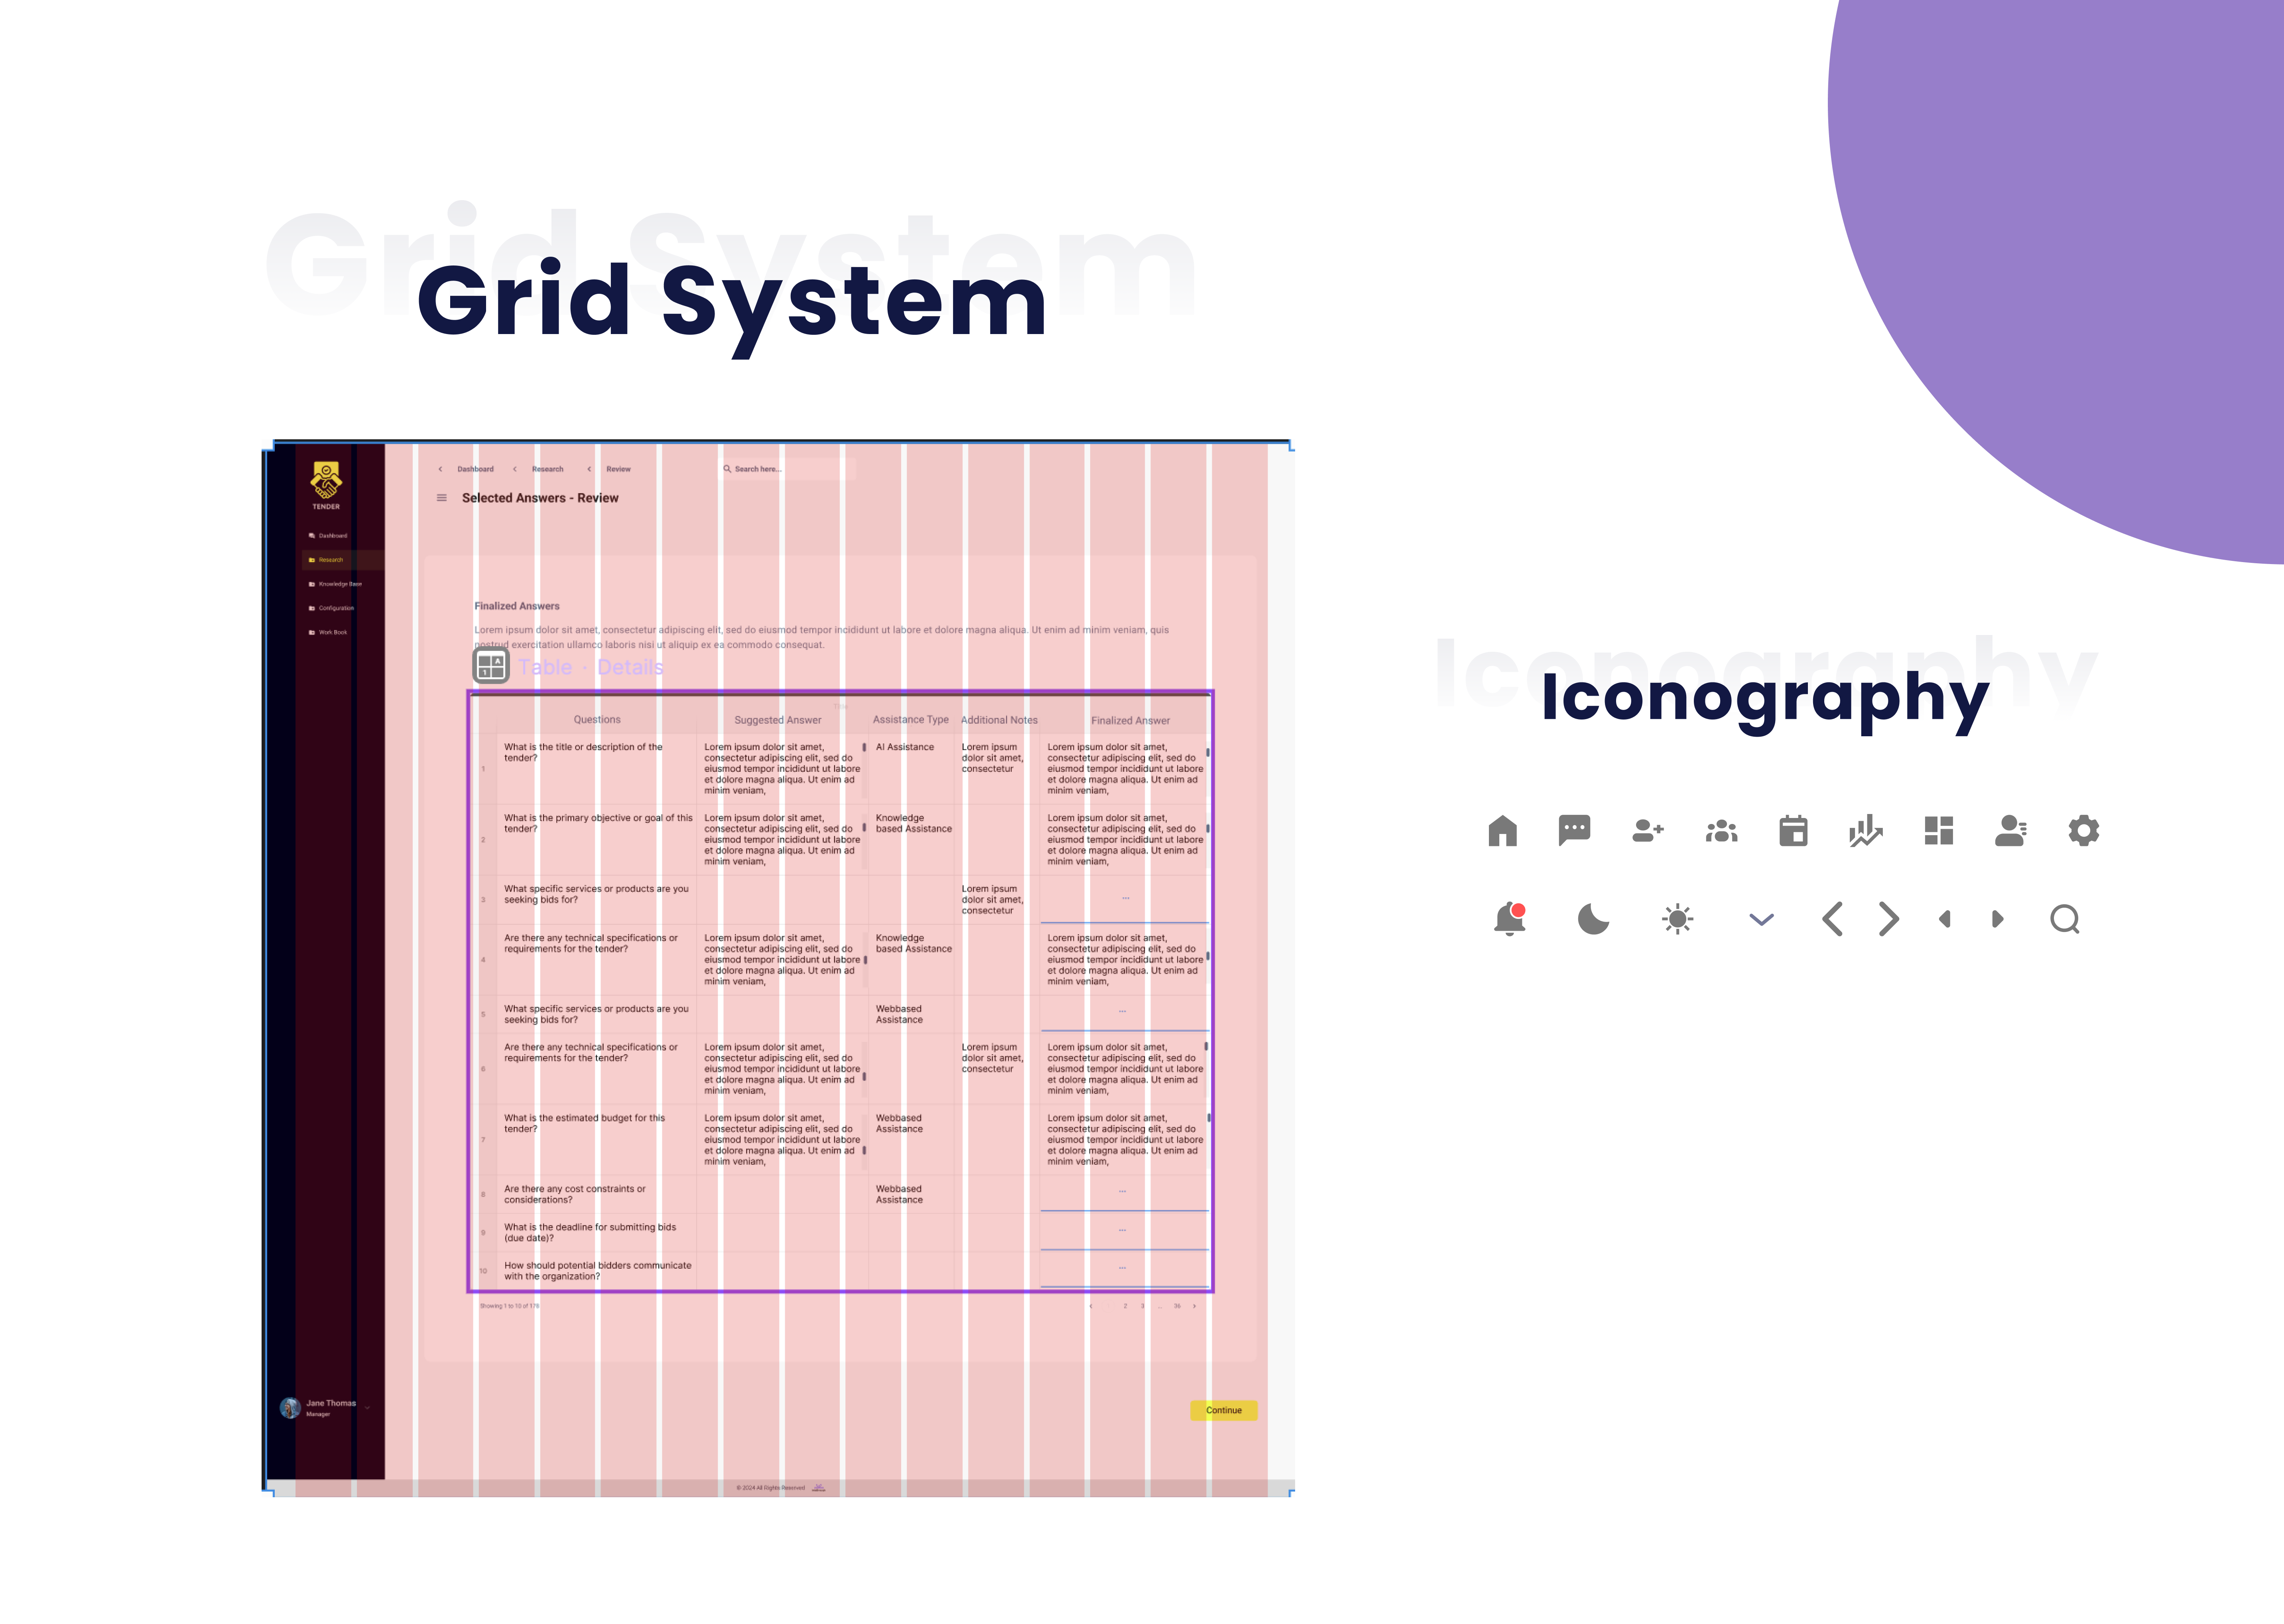 Grid System
Grid System
TENDER
Dashboard
Research
Knowledge Base
Configuration
Work Book
Jane Thomas
Manager
Dashboard
Research
Review
Search here...
Selected Answers - Review
Finalized Answers
Lorem ipsum dolor sit amet, consectetur adipiscing elit, sed do eiusmod tempor incididunt ut labore et dolore magna aliqua. Ut enim ad minim veniam, quis
nostrud exercitation ullamco laboris nisi ut aliquip ex ea commodo consequat.
A
1
Table - Details
Title
Questions Suggested Answer Assistance Type Additional Notes Finalized Answer
1
What is the title or description of the
tender?
Lorem ipsum dolor sit amet,
consectetur adipiscing elit, sed do
eiusmod tempor incididunt ut labore
et dolore magna aliqua. Ut enim ad
minim veniam,
AI Assistance
Lorem ipsum
dolor sit amet,
consectetur
Lorem ipsum dolor sit amet,
consectetur adipiscing elit, sed do
eiusmod tempor incididunt ut labore
et dolore magna aliqua. Ut enim ad
minim veniam,
2
What is the primary objective or goal of this
tender?
Lorem ipsum dolor sit amet,
consectetur adipiscing elit, sed do
eiusmod tempor incididunt ut labore
et dolore magna aliqua. Ut enim ad
minim veniam,
Knowledge
based Assistance
Lorem ipsum dolor sit amet,
consectetur adipiscing elit, sed do
eiusmod tempor incididunt ut labore
et dolore magna aliqua. Ut enim ad
minim veniam,
3
What specific services or products are you
seeking bids for?
Lorem ipsum
dolor sit amet,
consectetur
...
4
Are there any technical specifications or
requirements for the tender?
Lorem ipsum dolor sit amet,
consectetur adipiscing elit, sed do
eiusmod tempor incididunt ut labore
et dolore magna aliqua. Ut enim ad
minim veniam,
Knowledge
based Assistance
Lorem ipsum dolor sit amet,
consectetur adipiscing elit, sed do
eiusmod tempor incididunt ut labore
et dolore magna aliqua. Ut enim ad
minim veniam,
5
What specific services or products are you
seeking bids for?
Webbased
Assistance
...
6
Are there any technical specifications or
requirements for the tender?
Lorem ipsum dolor sit amet,
consectetur adipiscing elit, sed do
eiusmod tempor incididunt ut labore
et dolore magna aliqua. Ut enim ad
minim veniam,
Lorem ipsum
dolor sit amet,
consectetur
Lorem ipsum dolor sit amet,
consectetur adipiscing elit, sed do
eiusmod tempor incididunt ut labore
et dolore magna aliqua. Ut enim ad
minim veniam,
7
What is the estimated budget for this
tender?
Lorem ipsum dolor sit amet,
consectetur adipiscing elit, sed do
eiusmod tempor incididunt ut labore
et dolore magna aliqua. Ut enim ad
minim veniam,
Webbased
Assistance
Lorem ipsum dolor sit amet,
consectetur adipiscing elit, sed do
eiusmod tempor incididunt ut labore
et dolore magna aliqua. Ut enim ad
minim veniam,
8
Are there any cost constraints or
considerations?
Webbased
Assistance
...
9
What is the deadline for submitting bids
(due date)?
...
10
How should potential bidders communicate
with the organization?
...
Showing 1 to 10 of 178
2 3 ... 36
Continue
© 2024 All Rights Reserved
Iconography
Iconography